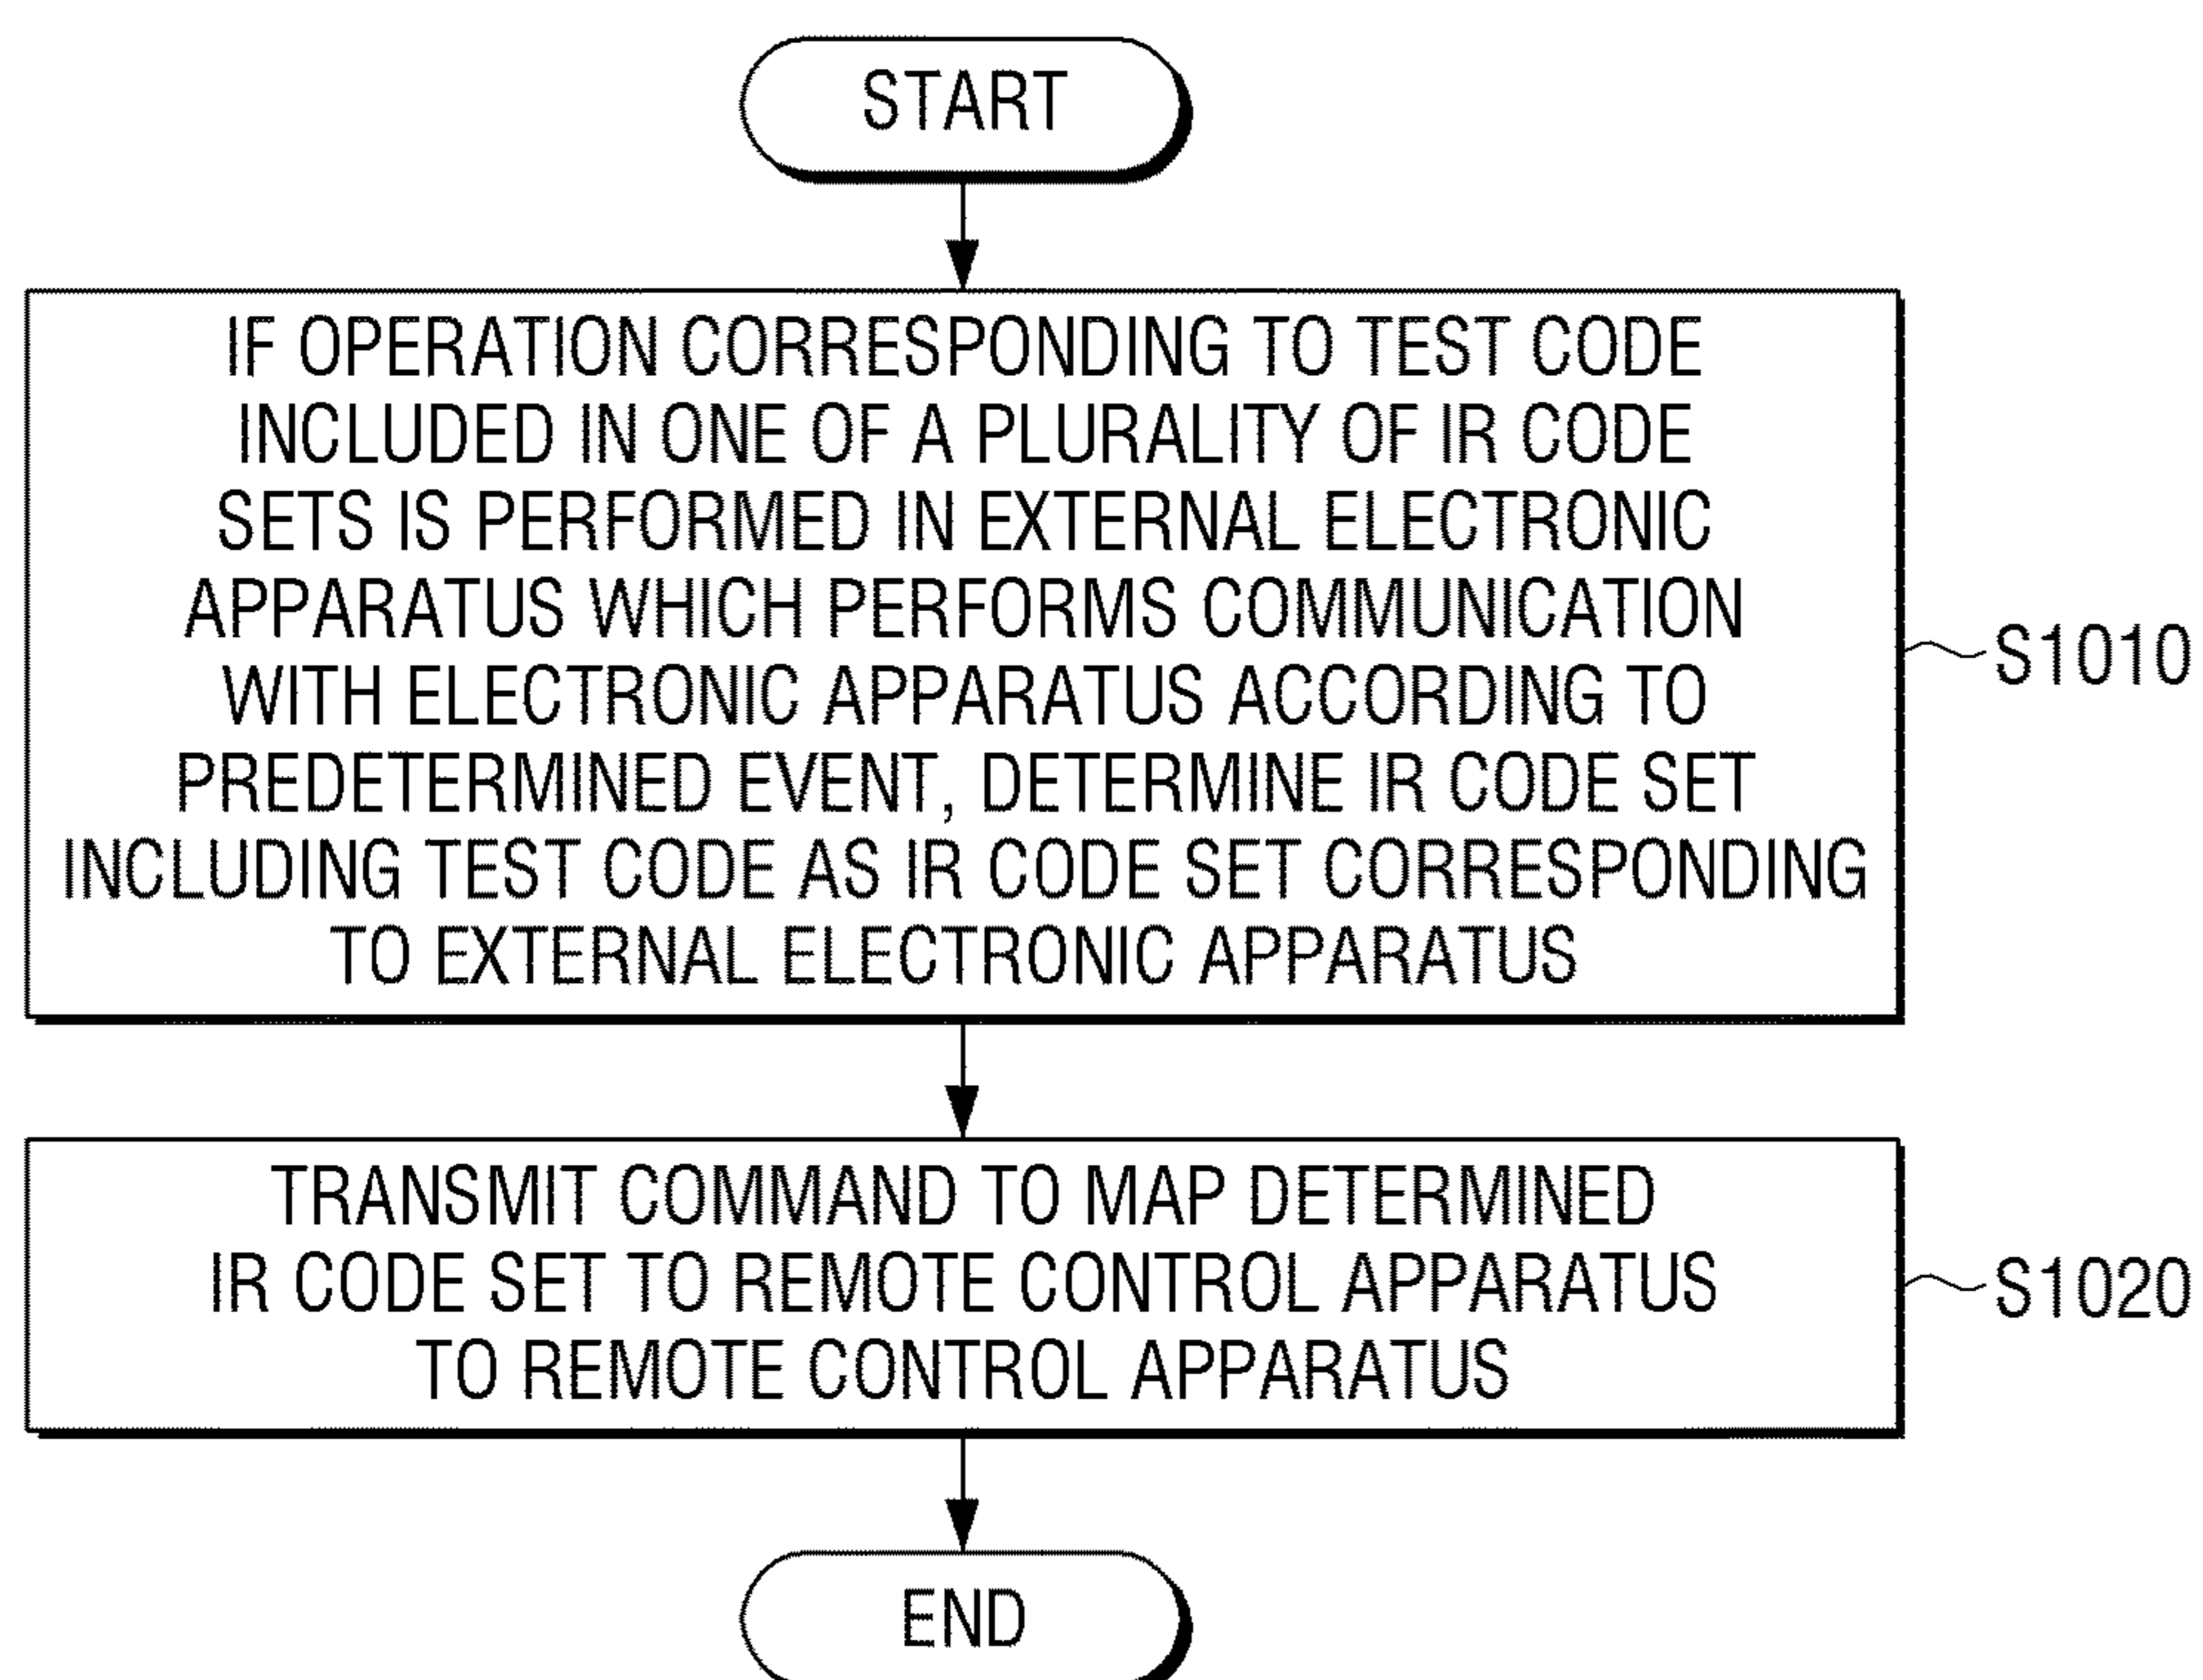 START
IF OPERATION CORRESPONDING TO TEST CODE
INCLUDED IN ONE OF A PLURALITY OF IR CODE
SETS IS PERFORMED IN EXTERNAL ELECTRONIC
APPARATUS WHICH PERFORMS COMMUNICATION
WITH ELECTRONIC APPARATUS ACCORDING TO
PREDETERMINED EVENT, DETERMINE IR CODE SET
INCLUDING TEST CODE AS IR CODE SET CORRESPONDING
TO EXTERNAL ELECTRONIC APPARATUS
S1010
TRANSMIT COMMAND TO MAP DETERMINED
IR CODE SET TO REMOTE CONTROL APPARATUS
TO REMOTE CONTROL APPARATUS
S1020
END